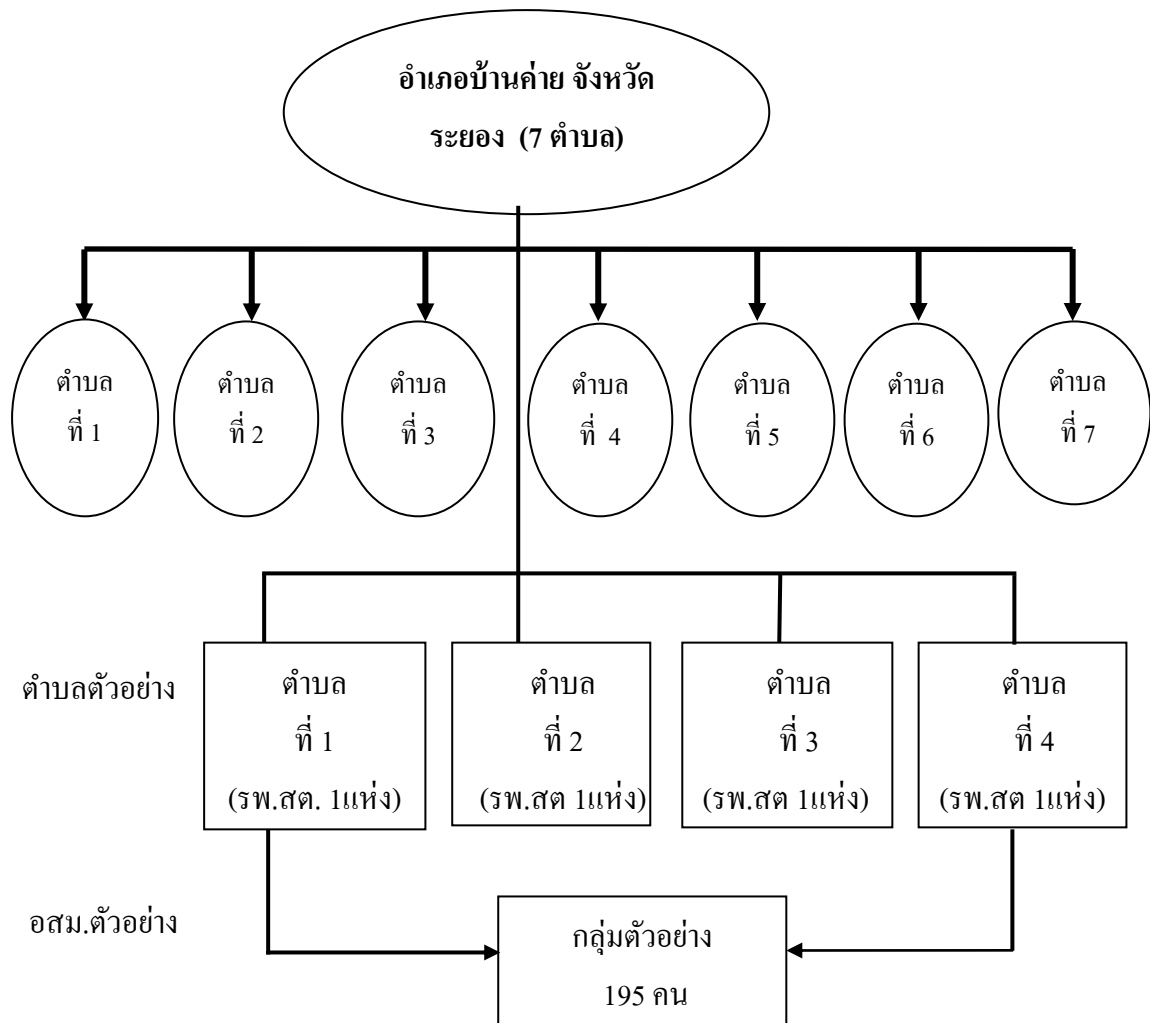 อำเภอบ้านค่าย จังหวัด
ระยอง (7 ตำบล)
ตำบล
ที่ 1
ตำบล
ที่ 2
ตำบล
ที่ 3
ตำบล
ที่ 4
ตำบล
ที่ 5
ตำบล
ที่ 6
ตำบล
ที่ 7
ตำบลตัวอย่าง
ตำบล
ที่ 1
(รพ.สต. 1แห่ง)
ตำบล
ที่ 2
(รพ.สต 1แห่ง)
ตำบล
ที่ 3
(รพ.สต 1แห่ง)
ตำบล
ที่ 4
(รพ.สต 1แห่ง)
อสม.ตัวอย่าง
กลุ่มตัวอย่าง
195 คน